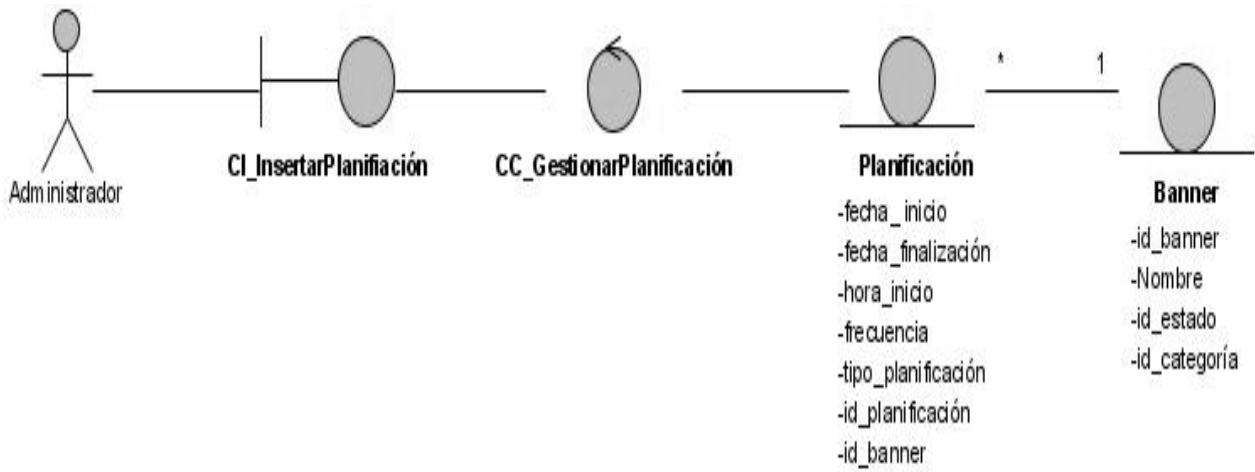 * 1
Administrador
CI_InsertarPlanifiación
CC_GestionarPlanificación
Planificación
-fecha_inicio
-fecha_finalización
-hora_inicio
-frecuencia
-tipo_planificación
-id_planificación
-id_banner
Banner
-id_banner
-Nombre
-id_estado
-id_categoría